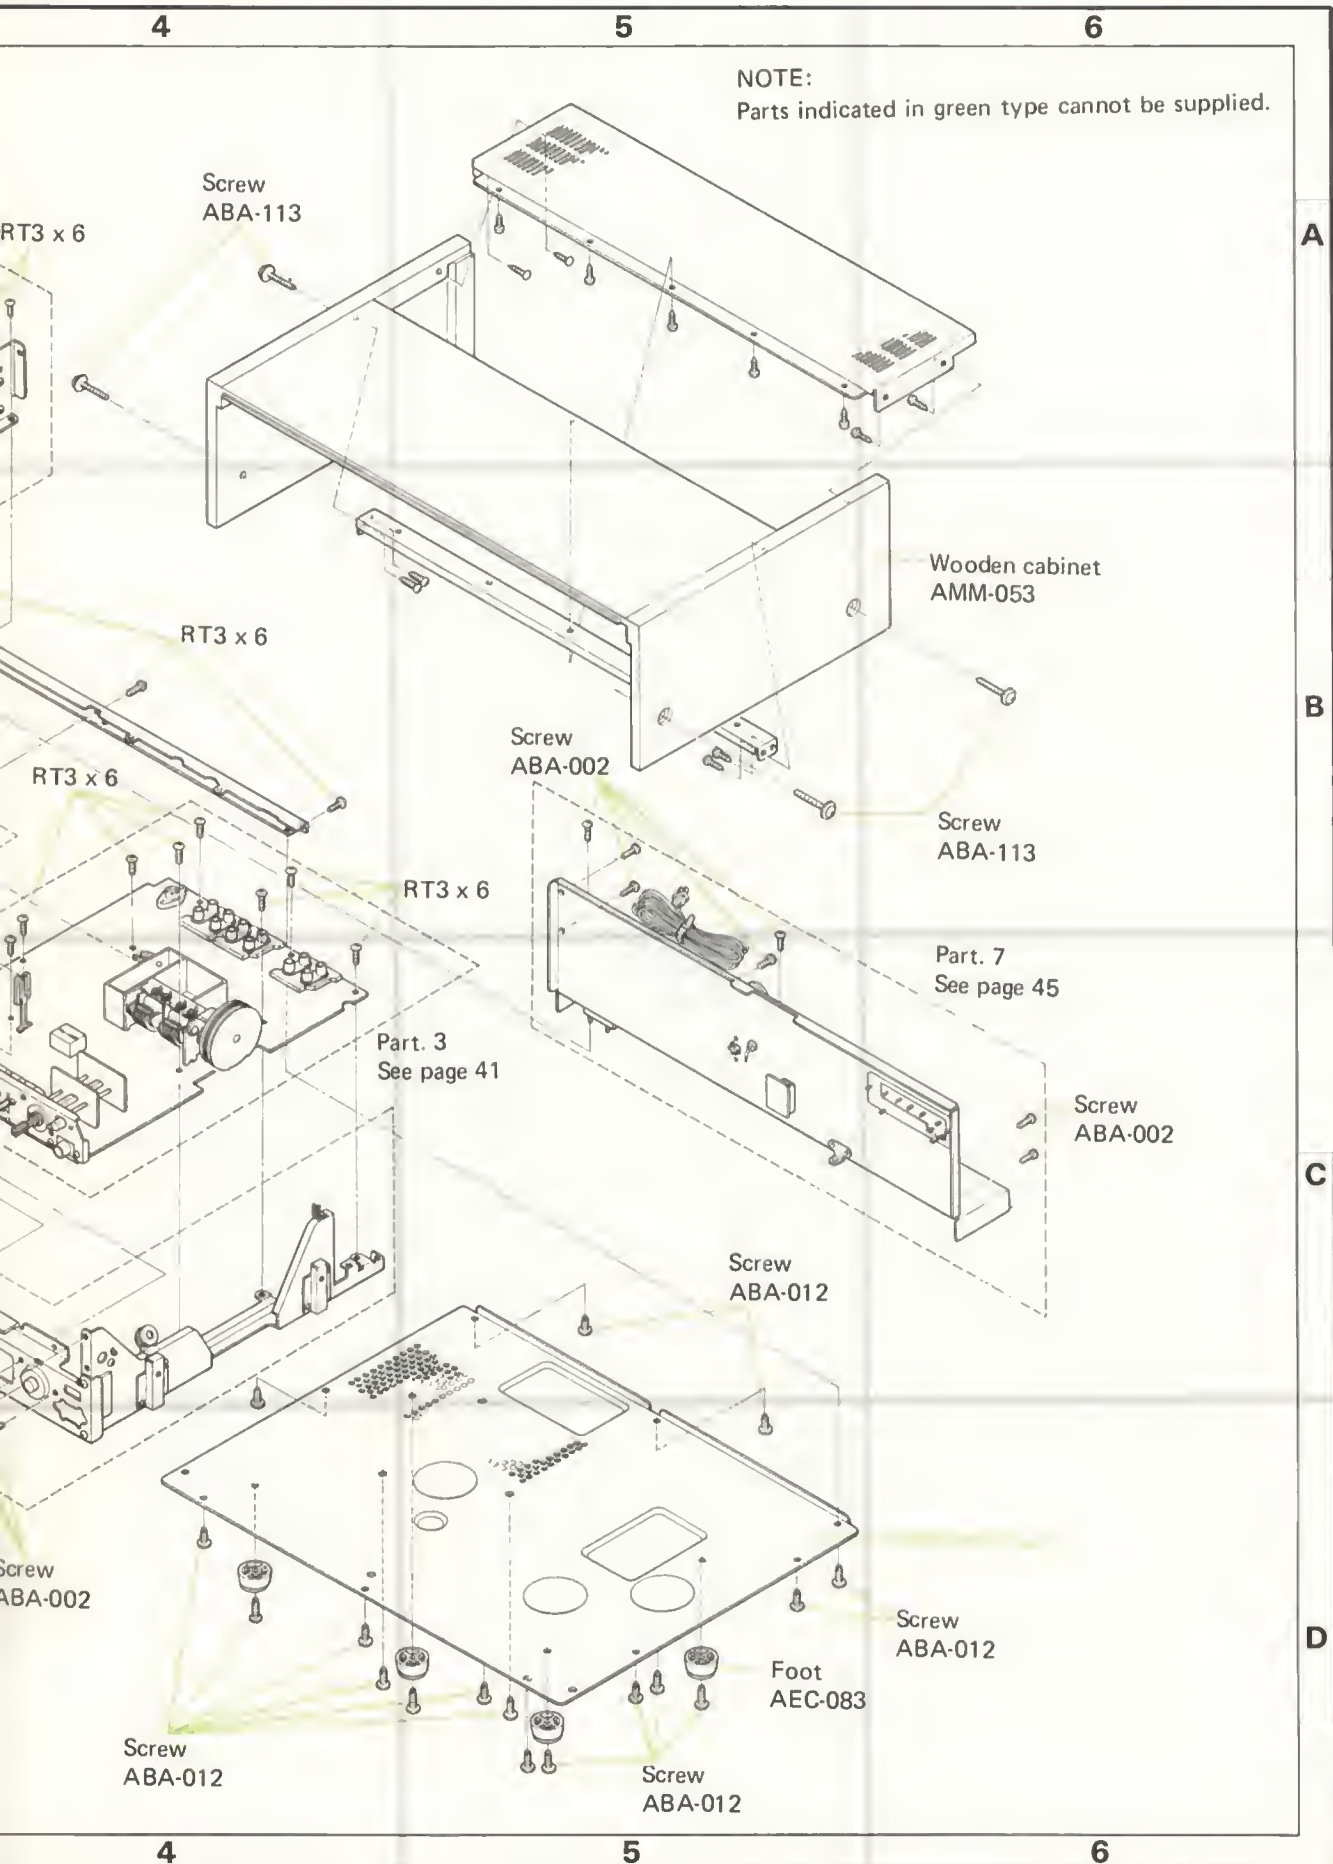 4 5 6
NOTE:
Parts indicated in green type cannot be supplied.
Screw
ABA-113
RT3 x 6
A
Wooden cabinet
AMM-053
RT3 x 6
B
Screw
ABA-002
RT3 x 6
Screw
ABA-113
RT3 x 6
Part. 7
See page 45
Part. 3
See page 41
Screw
ABA-002
C
Screw
ABA-012
Screw
ABA-002
Screw
ABA-012
D
Foot
AEC-083
Screw
ABA-012
Screw
ABA-012
4 5 6